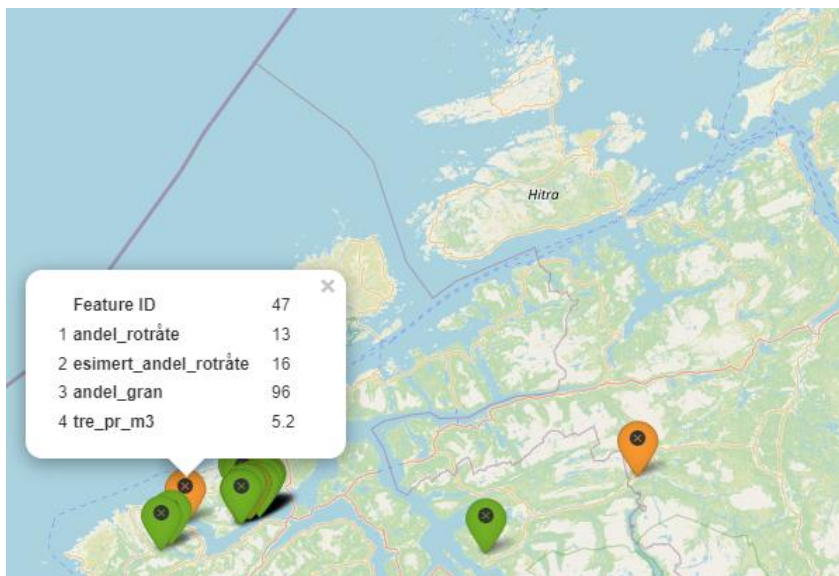 Hitra
×
Feature ID 47
1 andel_rotråte 13
2 esimert_andel_rotråte 16
3 andel_gran 96
4 tre_pr_m3 5.2